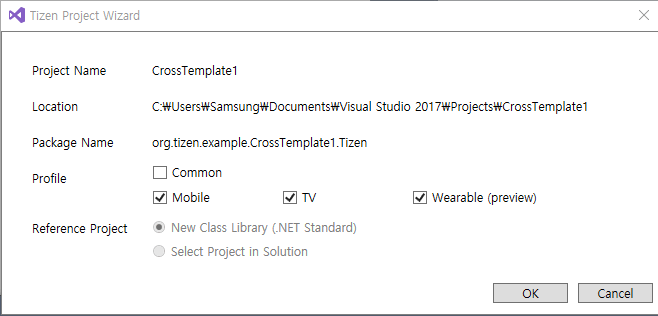 Tizen Project Wizard
Project Name CrossTemplate1
Location C:₩Users₩Samsung₩Documents₩Visual Studio 2017₩Projects₩CrossTemplate1
Package Name org.tizen.example.CrossTemplate1.Tizen
Profile Common
Mobile TV Wearable (preview)
Reference Project New Class Library (.NET Standard)
Select Project in Solution
OK Cancel